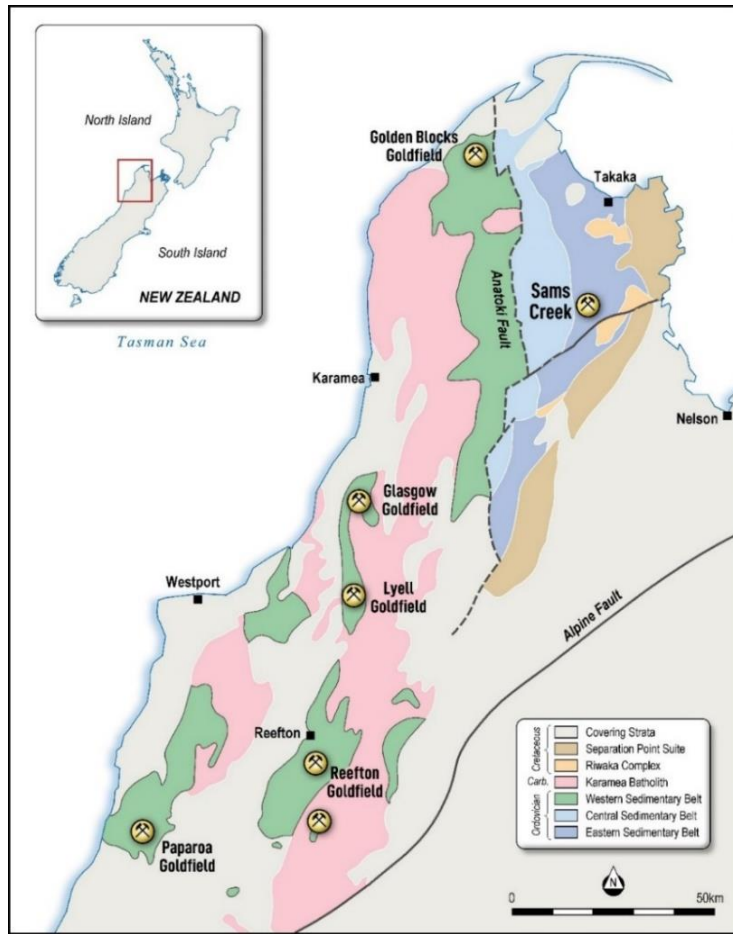 North Island
South Island
NEW ZEALAND
Tasman Sea
Golden Blocks
Goldfield
Takaka
Anatoki Fault
Sams
Creek
Karamea
Nelson
Glasgow
Goldfield
Westport
Lyell
Goldfield
Alpine Fault
Reefton
Reefton
Goldfield
Paparoa
Goldfield
Cretaceous
Covering Strata
Separation Point Suite
Riwaka Complex
Carb.
Karamea Batholith
Ordovician
Western Sedimentary Belt
Central Sedimentary Belt
Eastern Sedimentary Belt
N
0
50km